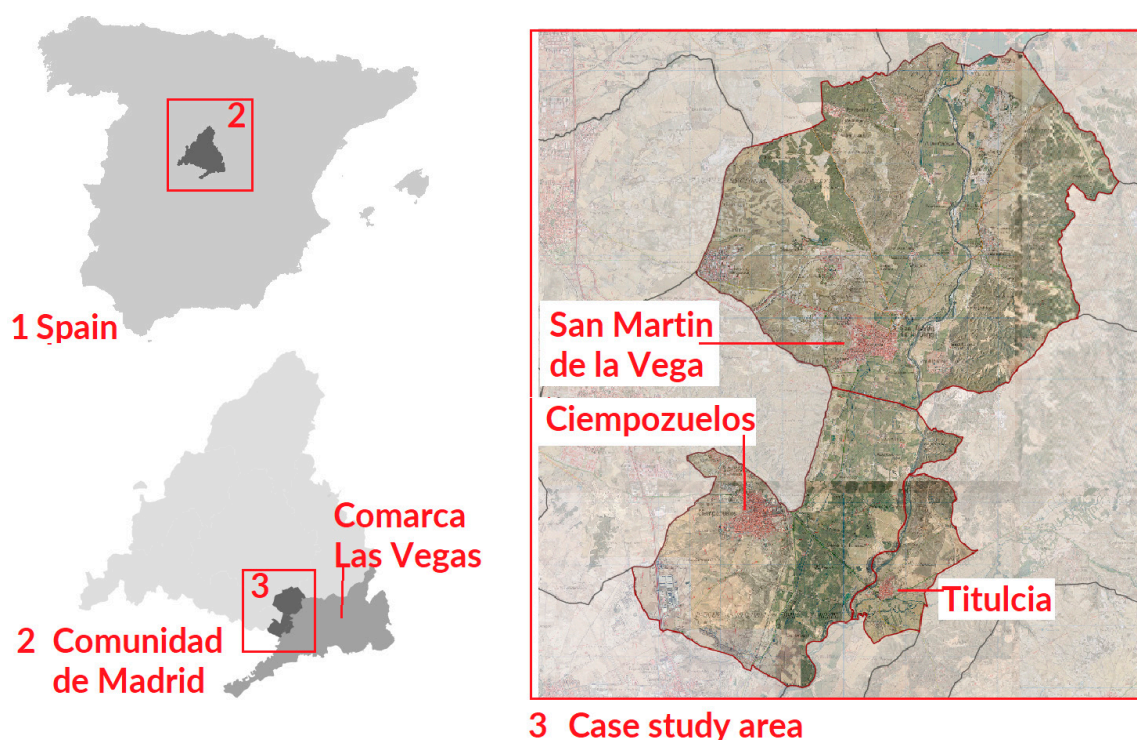 2
1 Spain
Comarca
Las Vegas
3
2 Comunidad
de Madrid
San Martin
de la Vega
Ciempozuelos
Titulcia
3 Case study area